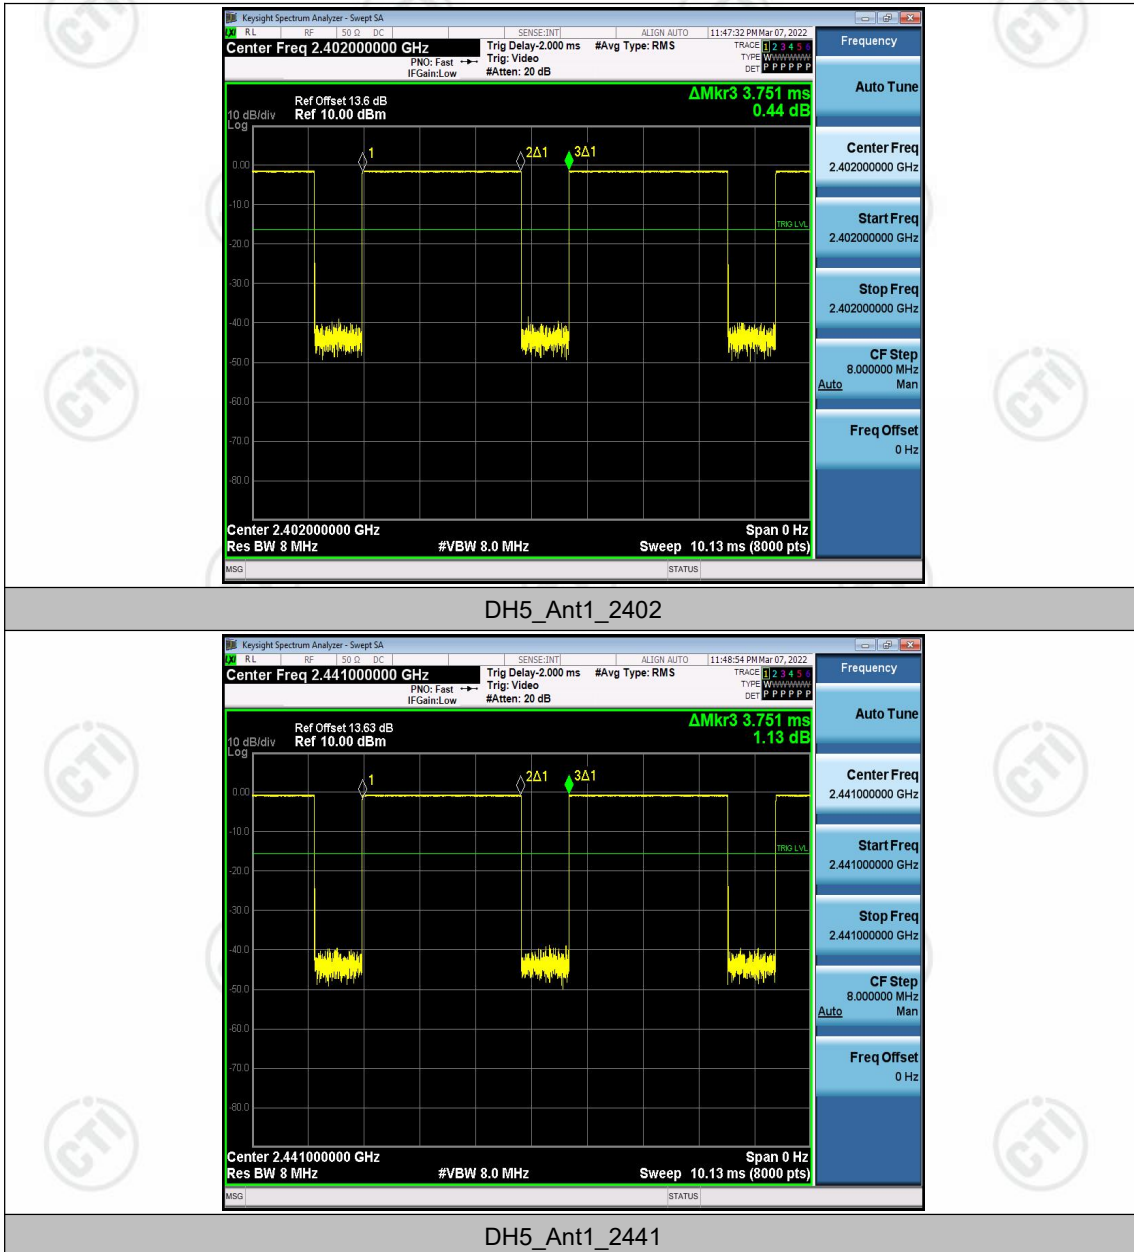 Keysight Spectrum Analyzer - Swept SA
LXI RL RF 50 Ω DC SENSE:INT ALIGN AUTO 11:47:32 PM Mar 07, 2022
Center Freq 2.402000000 GHz Trig Delay-2.000 ms #Avg Type: RMS TRACE 1 2 3 4 5 6
PNO: Fast Trig: Video TYPE WWWWWW
IFGain:Low #Atten: 20 dB DET P P P P P P
Frequency
Auto Tune
Center Freq
2.402000000 GHz
Start Freq
2.402000000 GHz
Stop Freq
2.402000000 GHz
CF Step
8.000000 MHz
Auto Man
Freq Offset
0 Hz
ΔMkr3 3.751 ms
0.44 dB
Ref Offset 13.6 dB
10 dB/div Ref 10.00 dBm
Log
1 2Δ1 3Δ1
0.00
-10.0
TRIG LVL
-20.0
-30.0
-40.0
-50.0
-60.0
-70.0
-80.0
Center 2.402000000 GHz Span 0 Hz
Res BW 8 MHz #VBW 8.0 MHz Sweep 10.13 ms (8000 pts)
MSG STATUS
DH5_Ant1_2402
Keysight Spectrum Analyzer - Swept SA
LXI RL RF 50 Ω DC SENSE:INT ALIGN AUTO 11:48:54 PM Mar 07, 2022
Center Freq 2.441000000 GHz Trig Delay-2.000 ms #Avg Type: RMS TRACE 1 2 3 4 5 6
PNO: Fast Trig: Video TYPE WWWWWW
IFGain:Low #Atten: 20 dB DET P P P P P P
Frequency
Auto Tune
Center Freq
2.441000000 GHz
Start Freq
2.441000000 GHz
Stop Freq
2.441000000 GHz
CF Step
8.000000 MHz
Auto Man
Freq Offset
0 Hz
ΔMkr3 3.751 ms
1.13 dB
Ref Offset 13.63 dB
10 dB/div Ref 10.00 dBm
Log
1 2Δ1 3Δ1
0.00
-10.0
TRIG LVL
-20.0
-30.0
-40.0
-50.0
-60.0
-70.0
-80.0
Center 2.441000000 GHz Span 0 Hz
Res BW 8 MHz #VBW 8.0 MHz Sweep 10.13 ms (8000 pts)
MSG STATUS
DH5_Ant1_2441
CTI
CTI
CTI
CTI
CTI
CTI
CTI
CTI